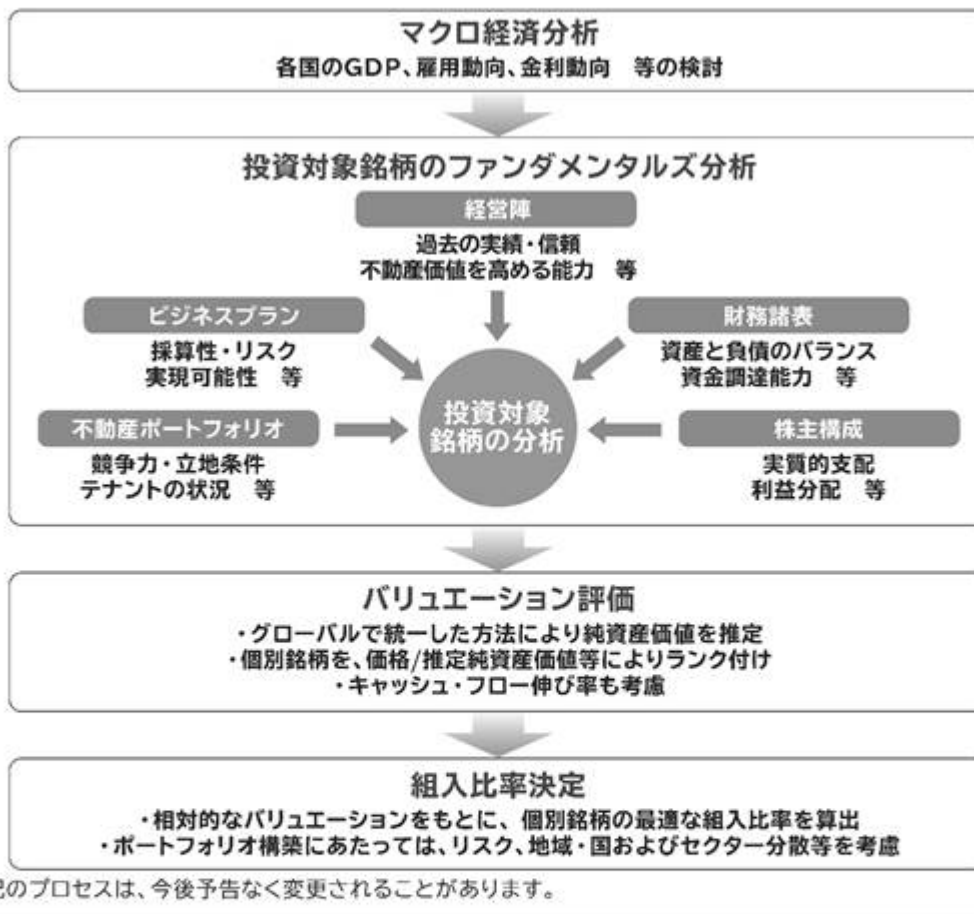 マクロ経済分析
各国のGDP、雇用動向、金利動向　等の検討
投資対象銘柄のファンダメンタルズ分析
経営陣
過去の実績・信頼
不動産価値を高める能力　等
ビジネスプラン
採算性・リスク
実現可能性　等
財務諸表
資産と負債のバランス
資金調達能力　等
不動産ポートフォリオ
競争力・立地条件
テナントの状況　等
投資対象
銘柄の分析
株主構成
実質的支配
利益分配　等
バリュエーション評価
・グローバルで統一した方法により純資産価値を推定
・個別銘柄を、価格/推定純資産価値等によりランク付け
・キャッシュ・フロー伸び率も考慮
組入比率決定
・相対的なバリュエーションをもとに、個別銘柄の最適な組入比率を算出
・ポートフォリオ構築にあたっては、リスク、地域・国およびセクター分散等を考慮
のプロセスは、今後予告なく変更されることがあります。